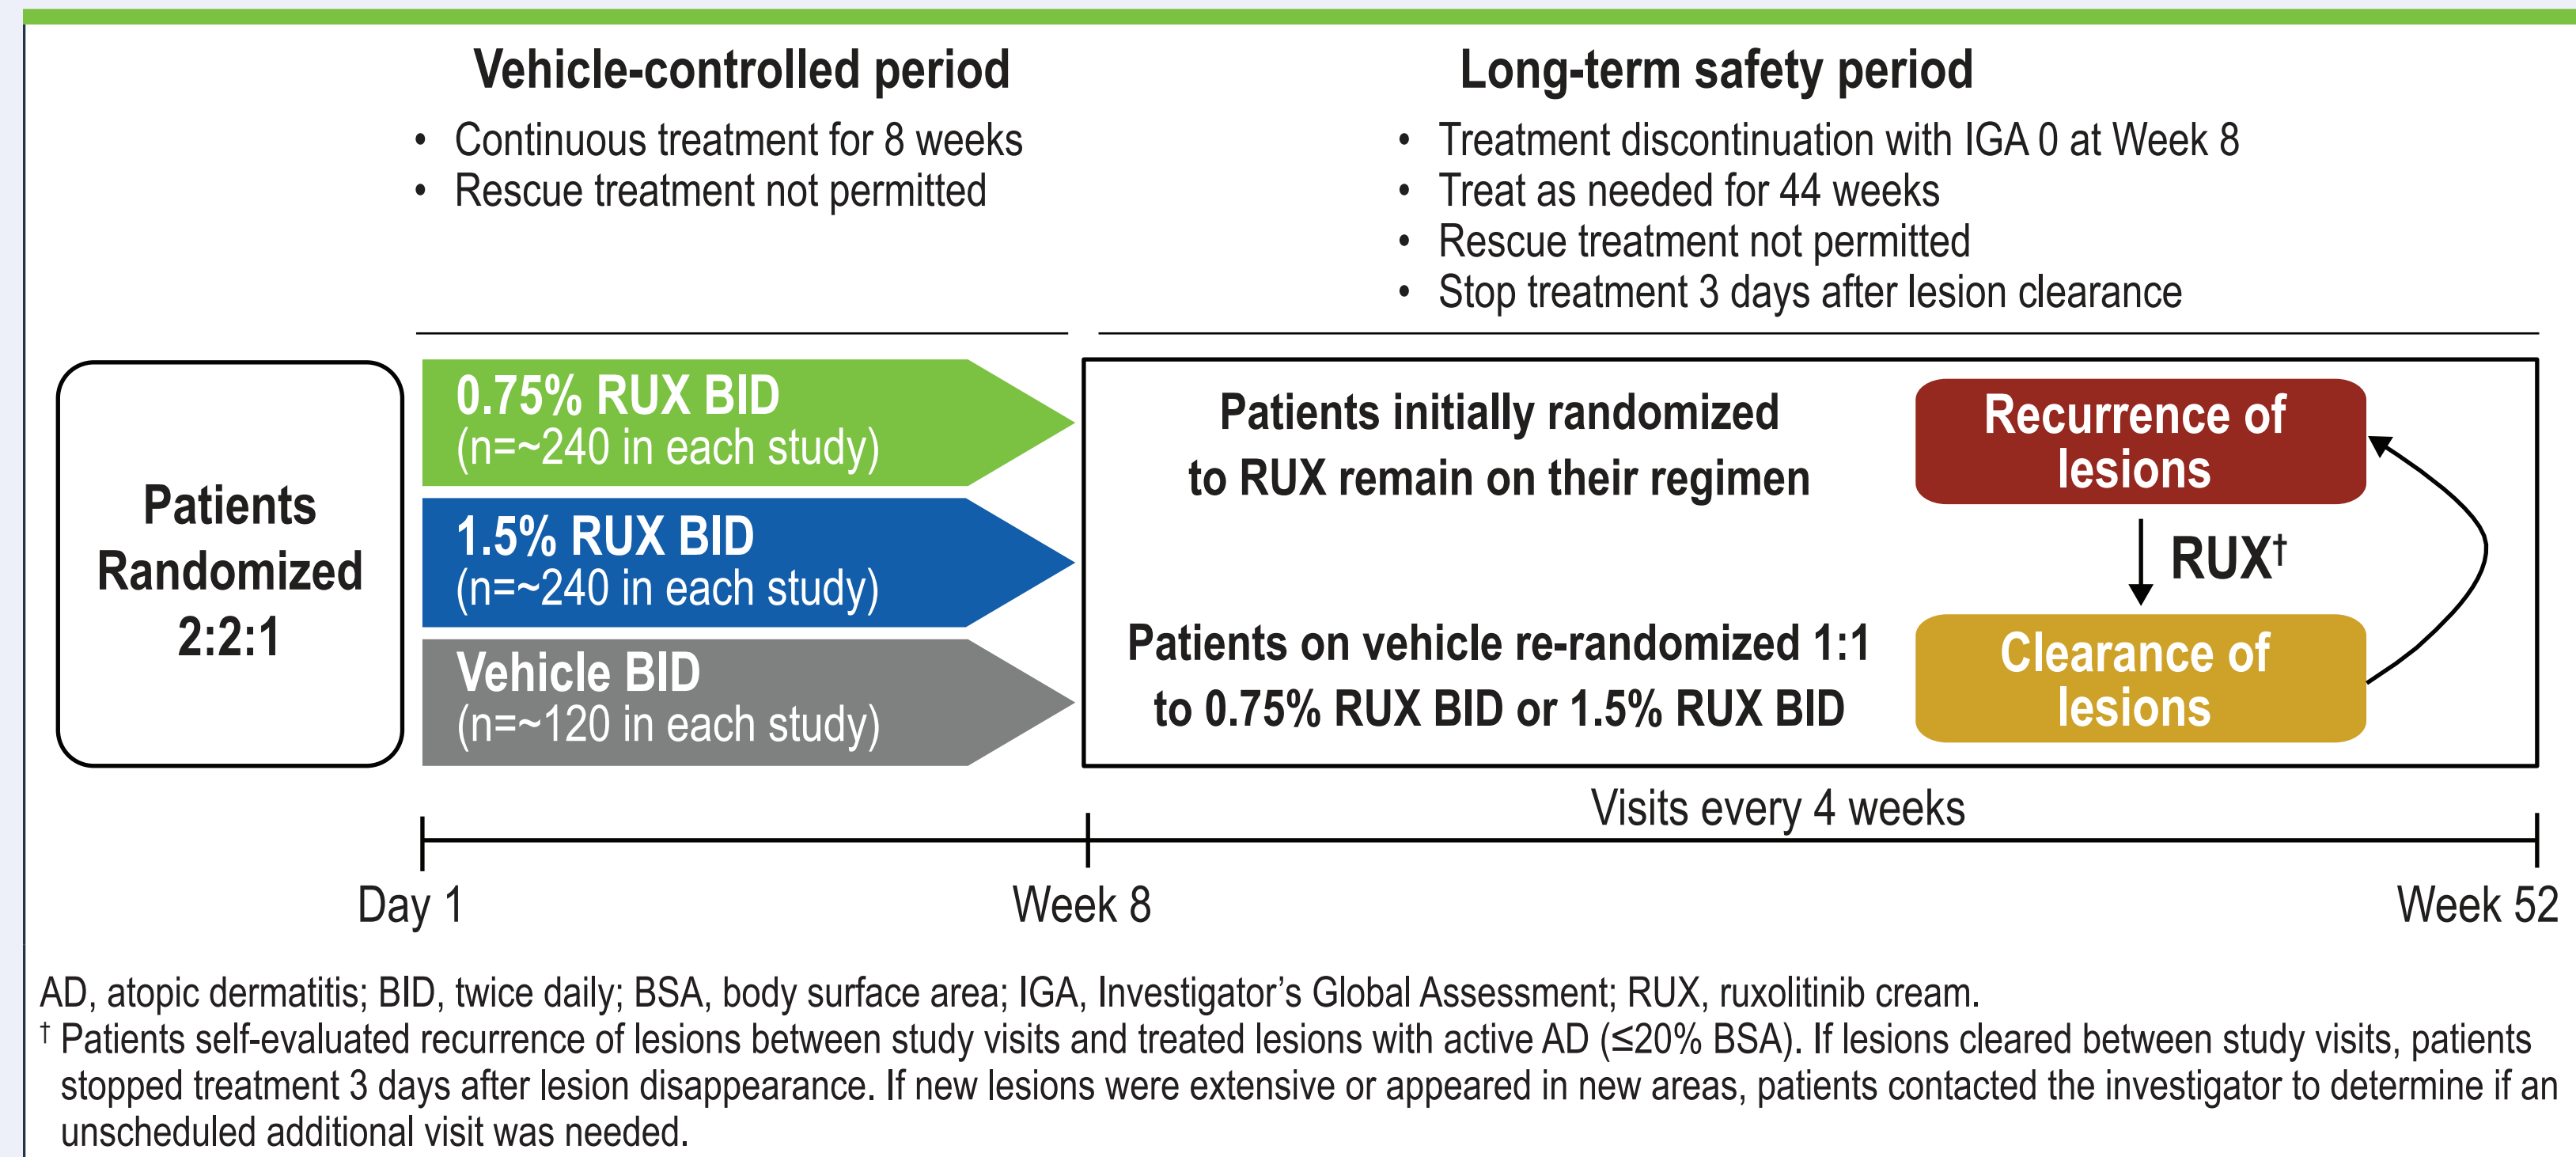 Vehicle-controlled period
• Continuous treatment for 8 weeks
• Rescue treatment not permitted
Long-term safety period
• Treatment discontinuation with IGA 0 at Week 8
• Treat as needed for 44 weeks
• Rescue treatment not permitted
• Stop treatment 3 days after lesion clearance
Patients
Randomized
2:2:1
0.75% RUX BID
(n=~240 in each study)
1.5% RUX BID
(n=~240 in each study)
Vehicle BID
(n=~120 in each study)
Patients initially randomized
to RUX remain on their regimen
Patients on vehicle re-randomized 1:1
to 0.75% RUX BID or 1.5% RUX BID
Recurrence of
lesions
RUX†
Clearance of
lesions
Visits every 4 weeks
Day 1
Week 8
Week 52
AD, atopic dermatitis; BID, twice daily; BSA, body surface area; IGA, Investigator’s Global Assessment; RUX, ruxolitinib cream.
† Patients self-evaluated recurrence of lesions between study visits and treated lesions with active AD (≤20% BSA). If lesions cleared between study visits, patients
stopped treatment 3 days after lesion disappearance. If new lesions were extensive or appeared in new areas, patients contacted the investigator to determine if an
unscheduled additional visit was needed.